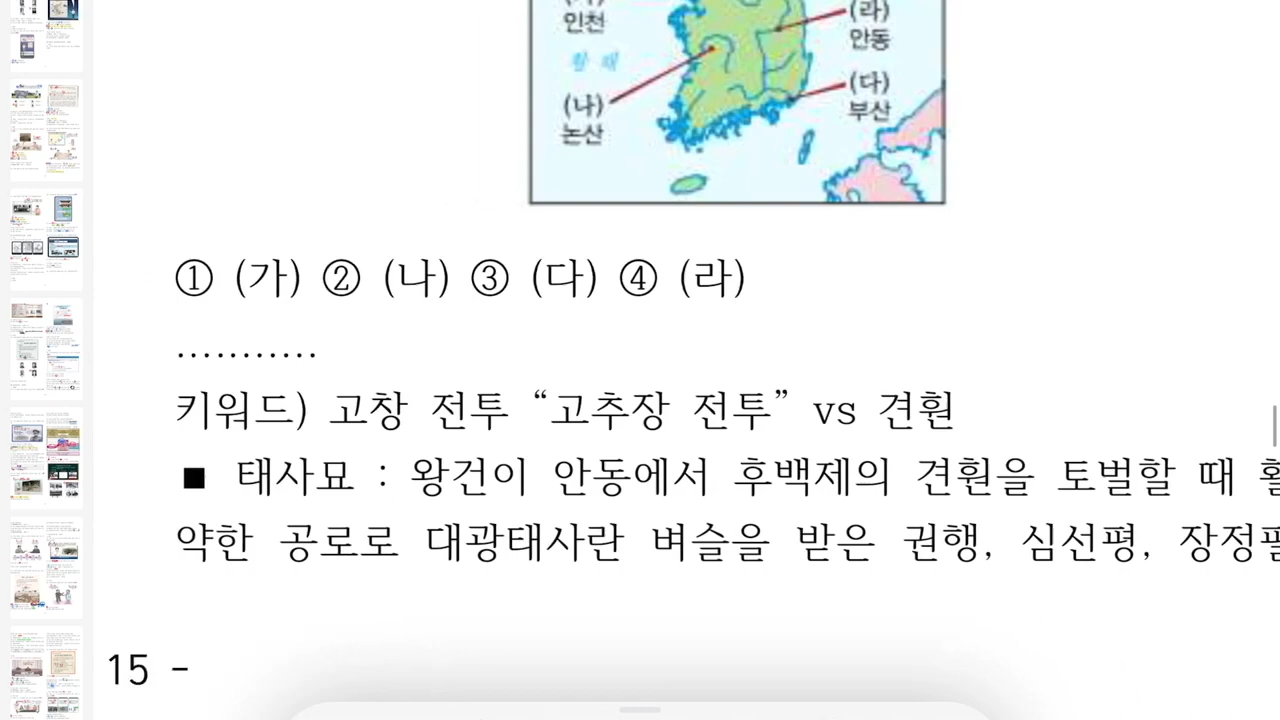 인천
(라)
안동
황 해
(나)
논산
(다)
부산
① (가) ② (나) ③ (다) ④ (라)
...........
키워드) 고창 전투 “고추장 전투” vs 견훤
■ 태사묘 : 왕건이 안동에서 후백제의 견훤을 토벌할 때 활
약한 공로로 대광태사란 벼슬을 받은 권행, 심선평, 장정필
15 -